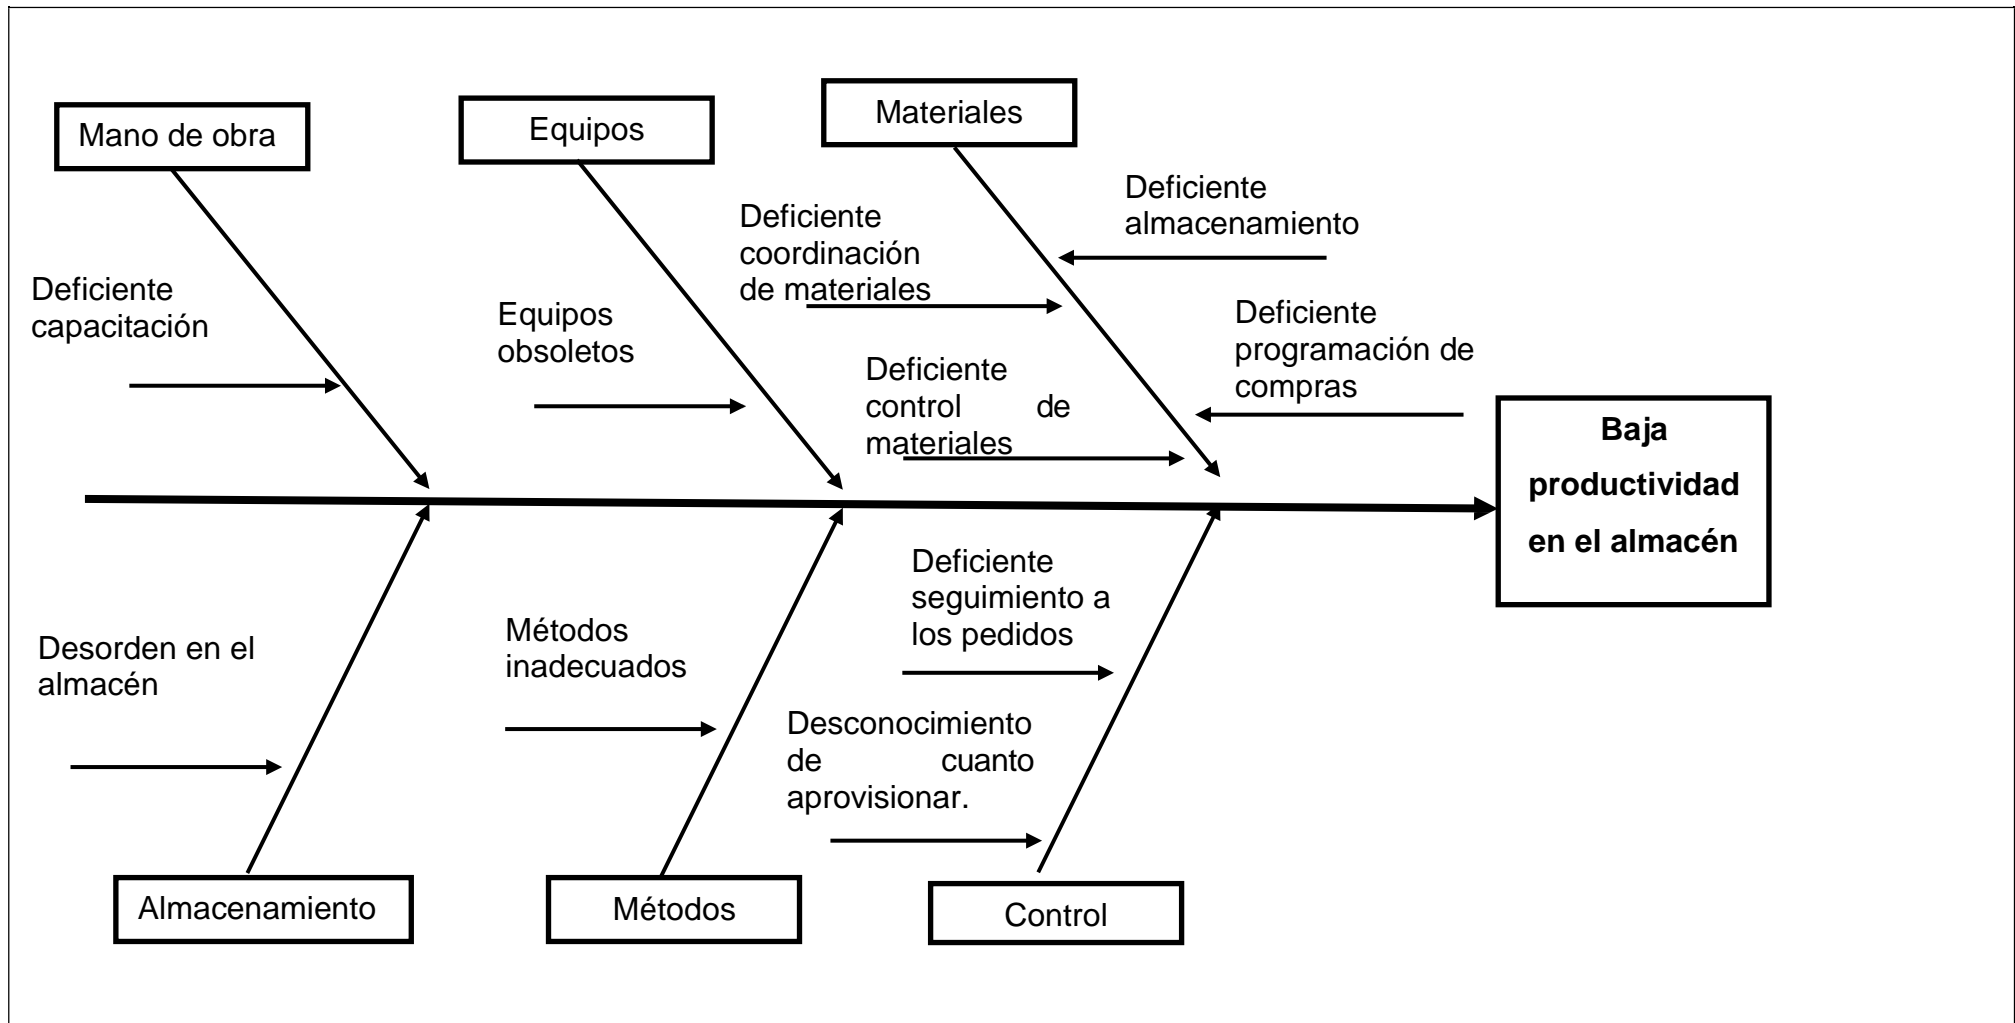 Mano de obra
Equipos
Materiales
Deficiente
almacenamiento
Deficiente
coordinación
de materiales
Deficiente
capacitación
Equipos
obsoletos
Deficiente
programación de
compras
Deficiente
control de
materiales
Baja
productividad
en el almacén
Deficiente
seguimiento a
los pedidos
Desorden en el
almacén
Métodos
inadecuados
Desconocimiento
de cuanto
aprovisionar.
Almacenamiento
Métodos
Control